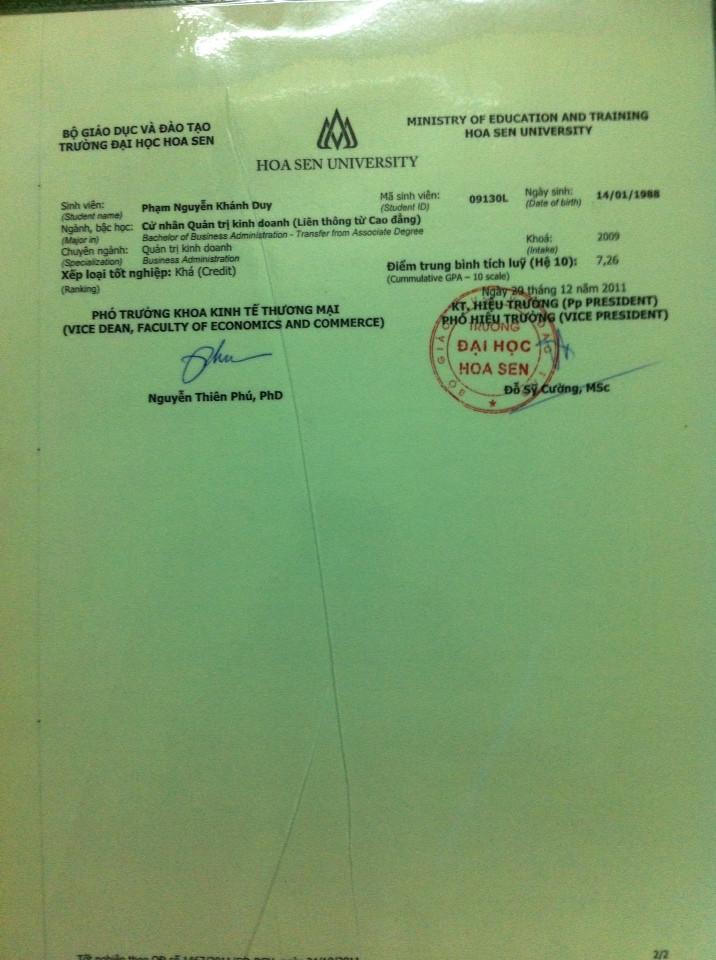 BỘ GIÁO DỤC VÀ ĐÀO TẠO
TRƯỜNG ĐẠI HỌC HOA SEN
HOA SEN UNIVERSITY
MINISTRY OF EDUCATION AND TRAINING
HOA SEN UNIVERSITY
Sinh viên: Phạm Nguyễn Khánh Duy Mã sinh viên: 09130L Ngày sinh: 14/01/1988
(Student name) (Student ID) (Date of birth)
Ngành, bậc học: Cử nhân Quản trị kinh doanh (Liên thông từ Cao đẳng)
(Major in) Bachelor of Business Administration - Transfer from Associate Degree
Khoá: 2009
(Intake)
Chuyên ngành: Quản trị kinh doanh
(Specialization) Business Administration
Xếp loại tốt nghiệp: Khá (Credit)
(Ranking)
Điểm trung bình tích luỹ (Hệ 10): 7,26
(Cummulative GPA – 10 scale)
Ngày 20 tháng 12 năm 2011
PHÓ TRƯỞNG KHOA KINH TẾ THƯƠNG MẠI
(VICE DEAN, FACULTY OF ECONOMICS AND COMMERCE)
KT, HIỆU TRƯỞNG (Pp PRESIDENT)
PHÓ HIỆU TRƯỞNG (VICE PRESIDENT)
TRƯỜNG
ĐẠI HỌC
HOA SEN
Nguyễn Thiên Phú, PhD
Đỗ Sỹ Cường, MSc
2/2